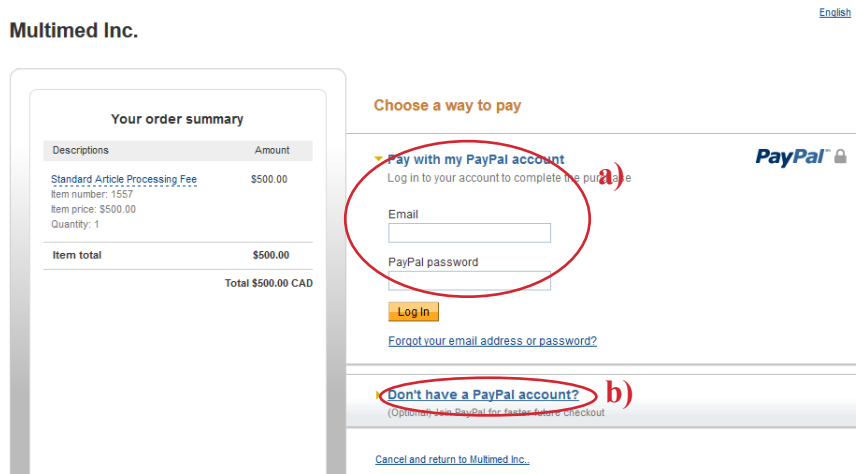 English
Multimed Inc.
Your order summary
Descriptions Amount
Standard Article Processing Fee $500.00
Item number: 1557
Item price: $500.00
Quantity: 1
Item total $500.00
Total $500.00 CAD
Choose a way to pay
Pay with my PayPal account
PayPal™
Log in to your account to complete the purchase
a)
Email
PayPal password
Log In
Forgot your email address or password?
Don't have a PayPal account?
b)
(Optional) Join PayPal for faster future checkout
Cancel and return to Multimed Inc..